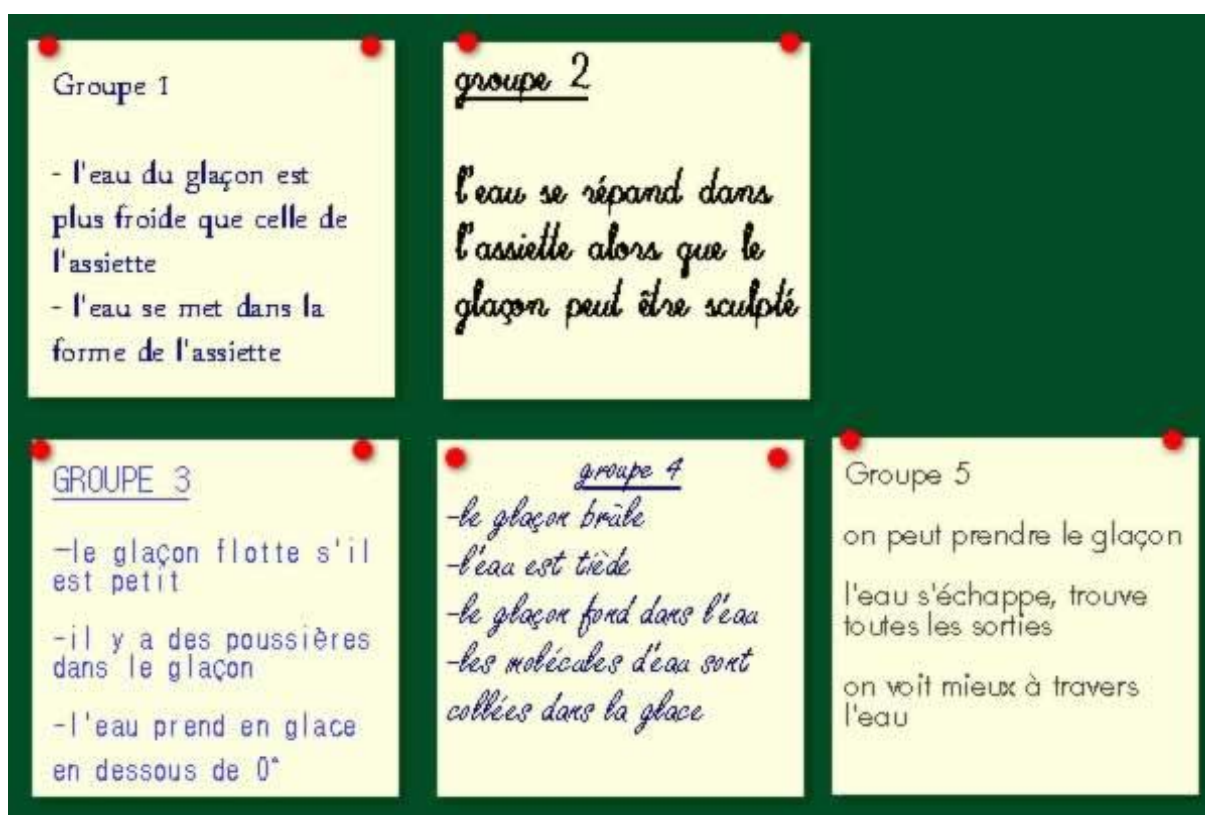 Groupe 1
- l'eau du glaçon est
plus froide que celle de
l'assiette
- l'eau se met dans la
forme de l'assiette
groupe 2
l'eau se répand dans
l'assiette alors que le
glaçon peut être sculpté
GROUPE 3
-le glaçon flotte s'il
est petit
-il y a des poussières
dans le glaçon
-l'eau prend en glace
en dessous de 0°
groupe 4
-le glaçon brûle
-l'éau est tiède
-le glaçon fond dans l'eau
-les molécules d'eau sont
collées dans la glace
Groupe 5
on peut prendre le glaçon
l'eau s'échappe, trouve
toutes les sorties
on voit mieux à travers
l'eau